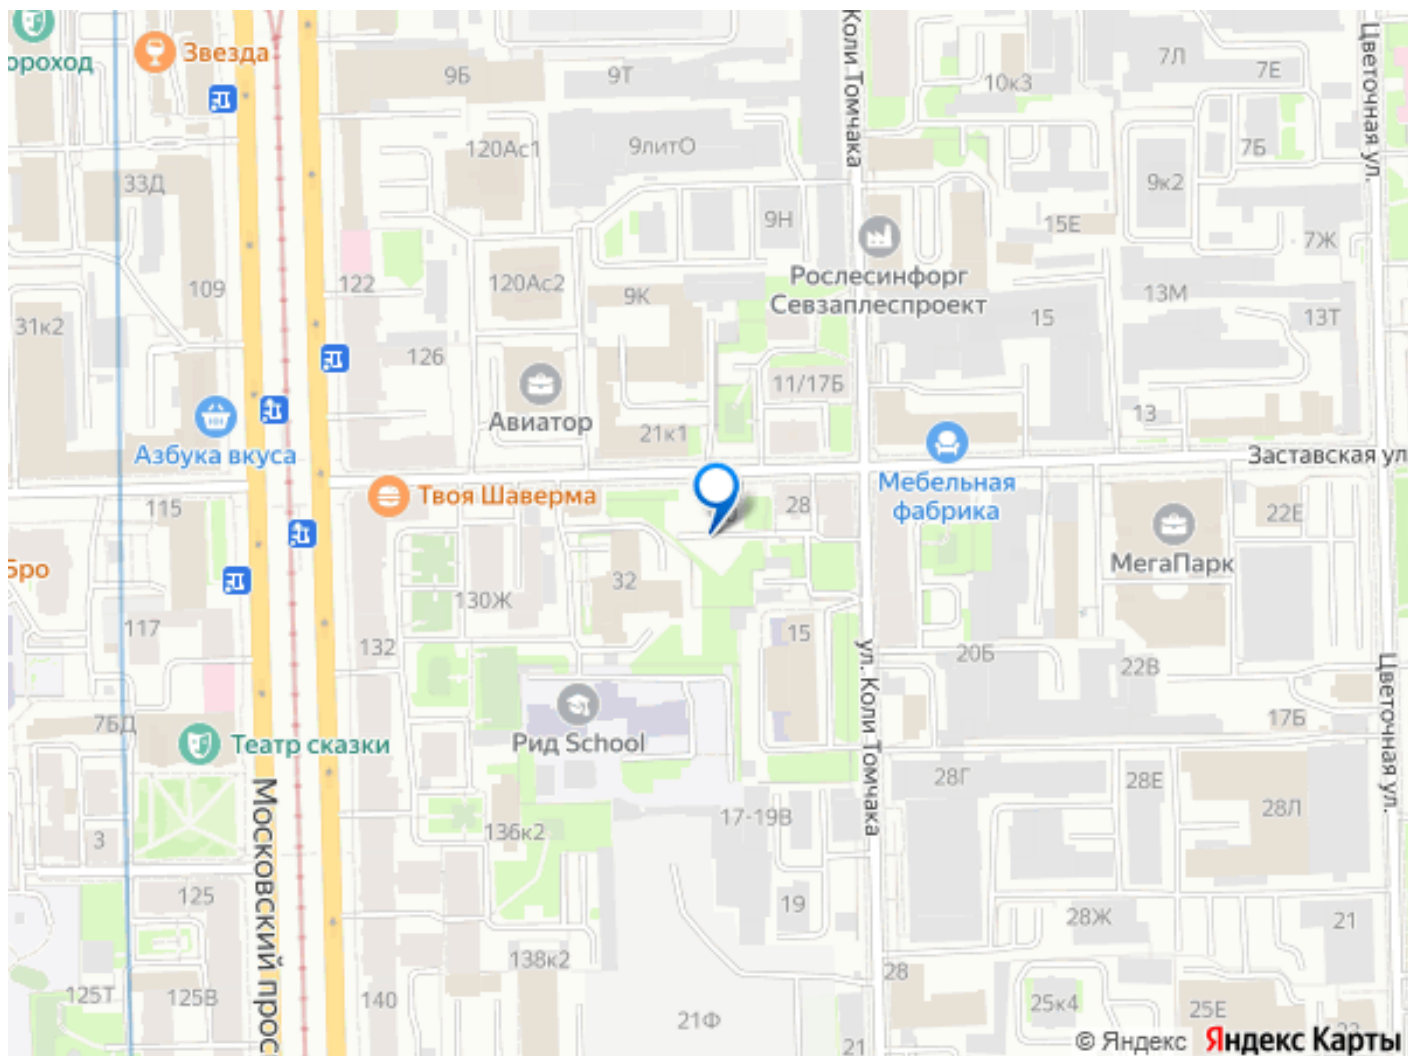 ороход
Звезда
9Б
9Т
Коли Томчака
10к3
7Л
7Е
Цветочная ул.
33Д
120Ас1
9литО
7Б
9к2
9Н
15Е
7Ж
109
122
120Ас2
9К
Рослесинфорг
Севзаплеспроект
13М
13Т
31к2
15
126
Авиатор
11/17Б
13
Азбука вкуса
21к1
Заставская ул
Твоя Шаверма
Мебельная
фабрика
115
28
22Е
МегаПарк
Бро
32
130Ж
117
132
15
20Б
22В
ул. Коли Томчака
Цветочная ул.
7БД
Театр сказки
Рид School
17Б
Московский прос
28Г
28Е
28Л
3
136к2
17-19В
125
19
28Ж
21
138к2
28
125Т
125В
140
25к4
25Е
21Ф
21
23
© Яндекс
Яндекс Карты